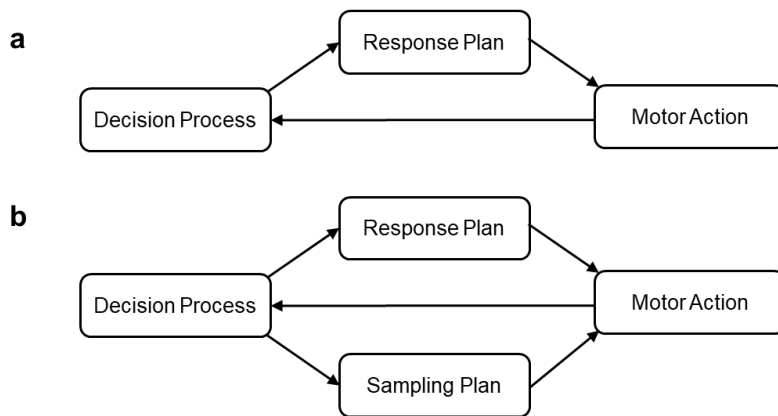 a
Response Plan
Decision Process
Motor Action
b
Response Plan
Decision Process
Motor Action
Sampling Plan